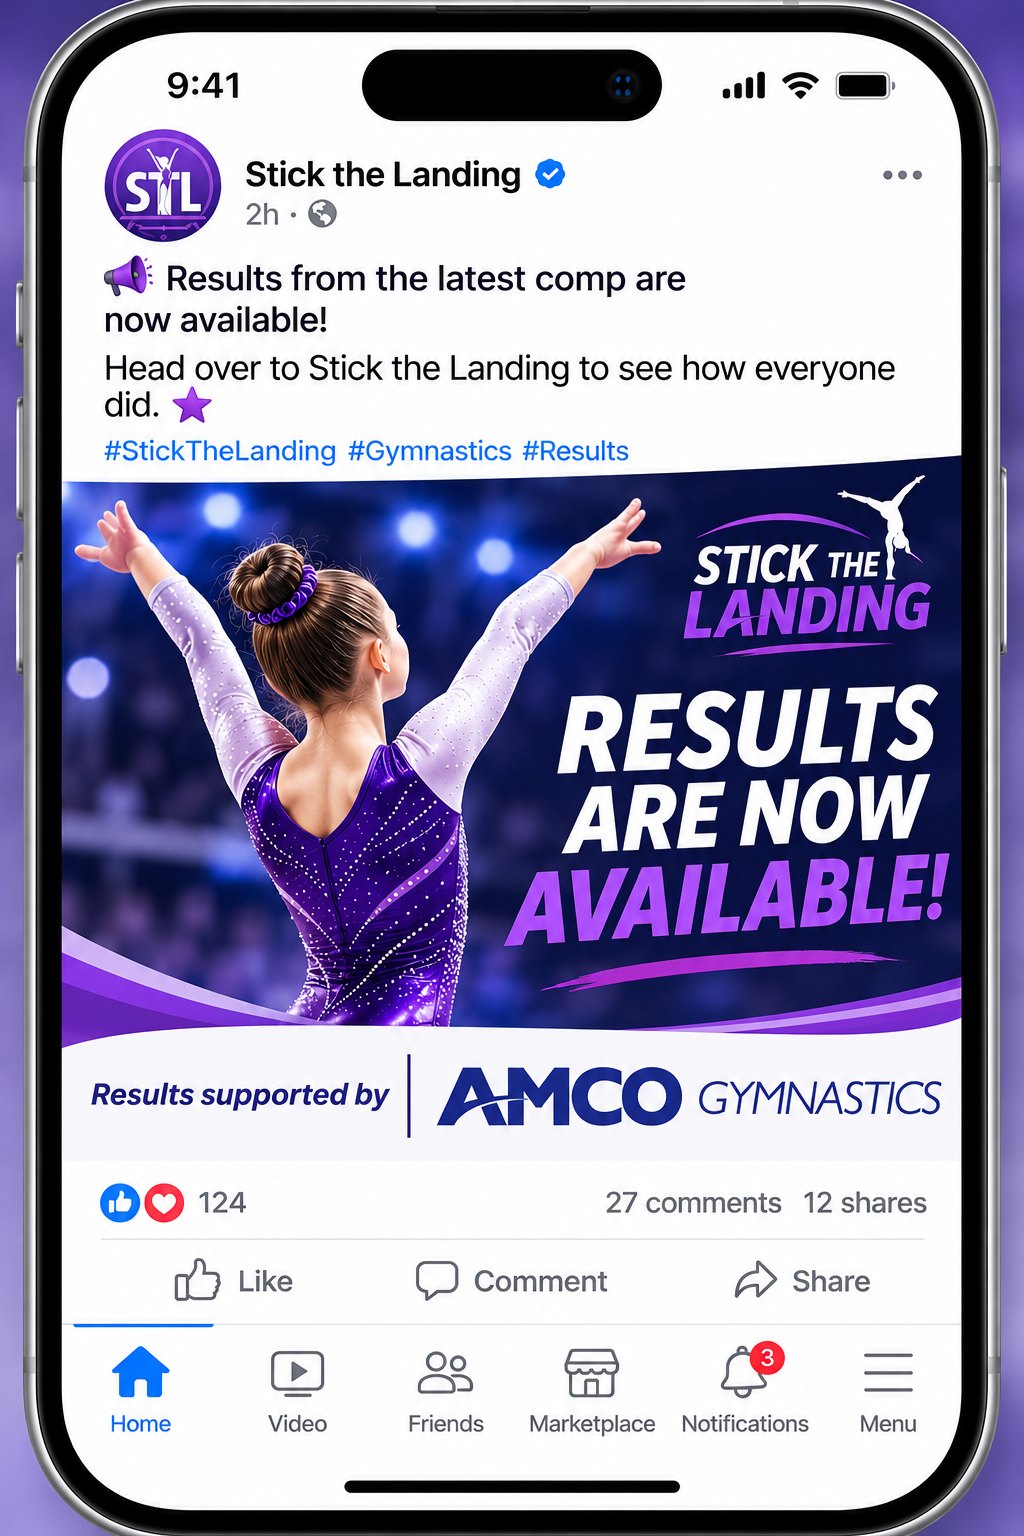 9:41
STL
Stick the Landing
2h ·
Results from the latest comp are
now available!
Head over to Stick the Landing to see how everyone
did.
#StickTheLanding #Gymnastics #Results
STICK THE
LANDING
RESULTS
ARE NOW
AVAILABLE!
Results supported by
AMCO GYMNASTICS
124
27 comments 12 shares
Like
Comment
Share
3
Home
Video
Friends
Marketplace
Notifications
Menu